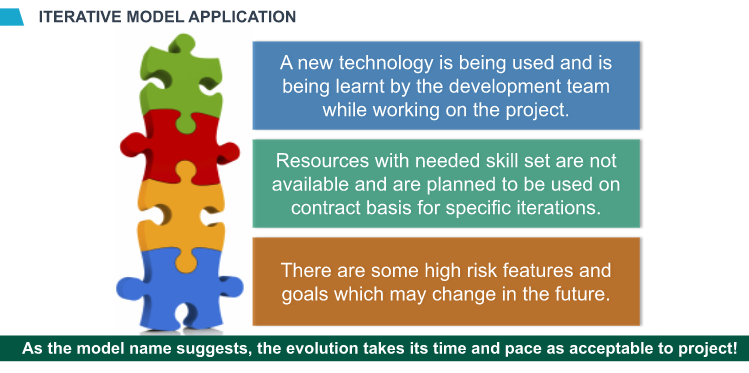 ITERATIVE MODEL APPLICATION
A new technology is being used and is
being learnt by the development team
while working on the project.
Resources with needed skill set are not
available and are planned to be used on
contract basis for specific iterations.
There are some high risk features and
goals which may change in the future.
As the model name suggests, the evolution takes its time and pace as acceptable to project!